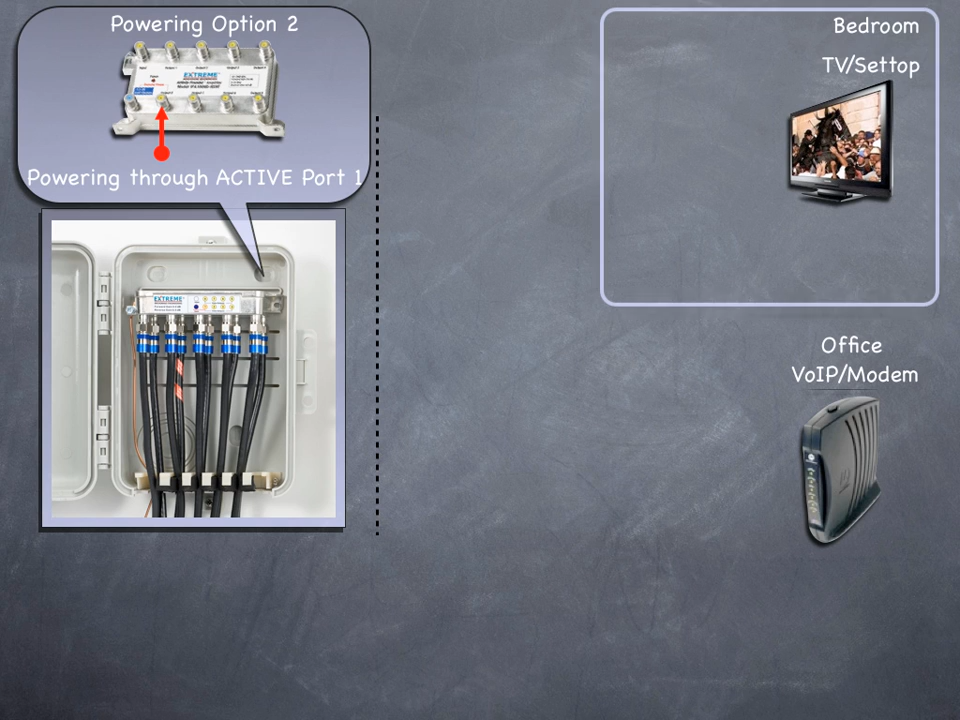 Powering Option 2
EXTREME
Powering through ACTIVE Port 1
EXTREME
Bedroom
TV/Settop
Office
VoIP/Modem